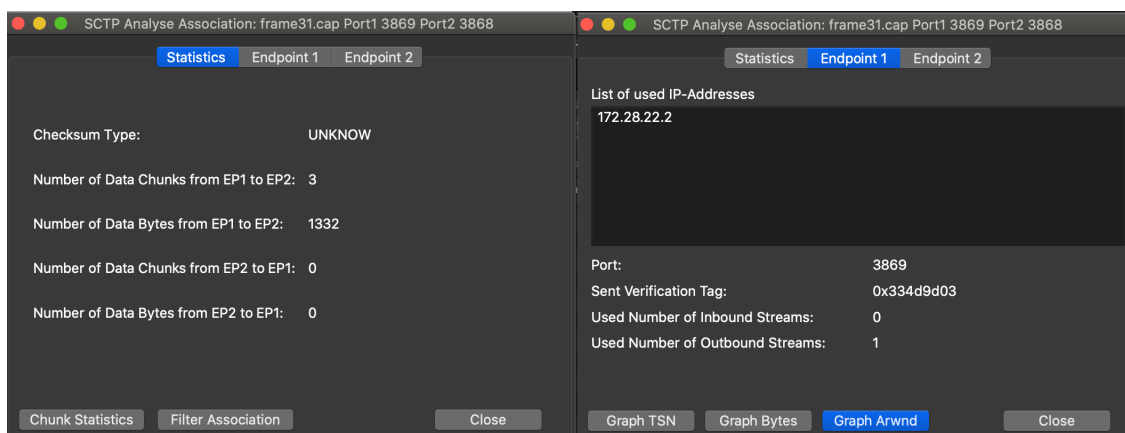 SCTP Analyse Association: frame31.cap Port1 3869 Port2 3868
Statistics Endpoint 1 Endpoint 2
Checksum Type: UNKNOW
Number of Data Chunks from EP1 to EP2: 3
Number of Data Bytes from EP1 to EP2: 1332
Number of Data Chunks from EP2 to EP1: 0
Number of Data Bytes from EP2 to EP1: 0
Chunk Statistics Filter Association Close
SCTP Analyse Association: frame31.cap Port1 3869 Port2 3868
Statistics Endpoint 1 Endpoint 2
List of used IP-Addresses
172.28.22.2
Port: 3869
Sent Verification Tag: 0x334d9d03
Used Number of Inbound Streams: 0
Used Number of Outbound Streams: 1
Graph TSN Graph Bytes Graph Arwnd Close